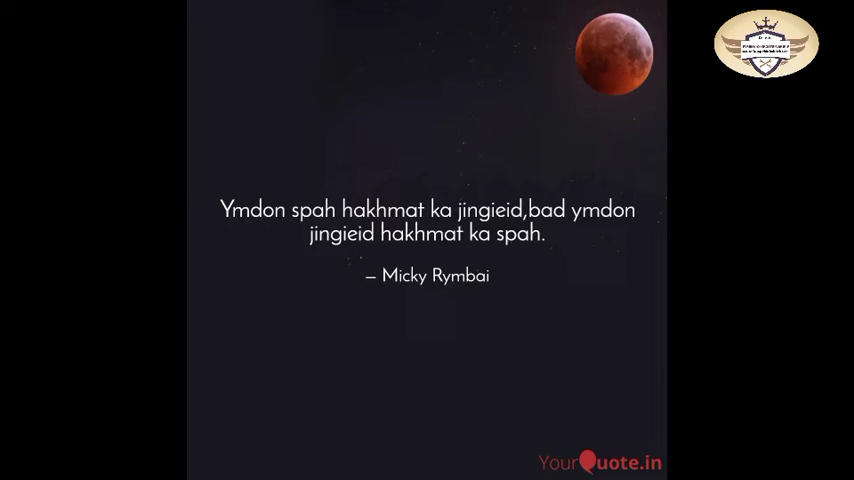 Ymdon spah hakhmat ka jingieid,bad ymdon
jingieid hakhmat ka spah.
— Micky Rymbai
YourQuote.in